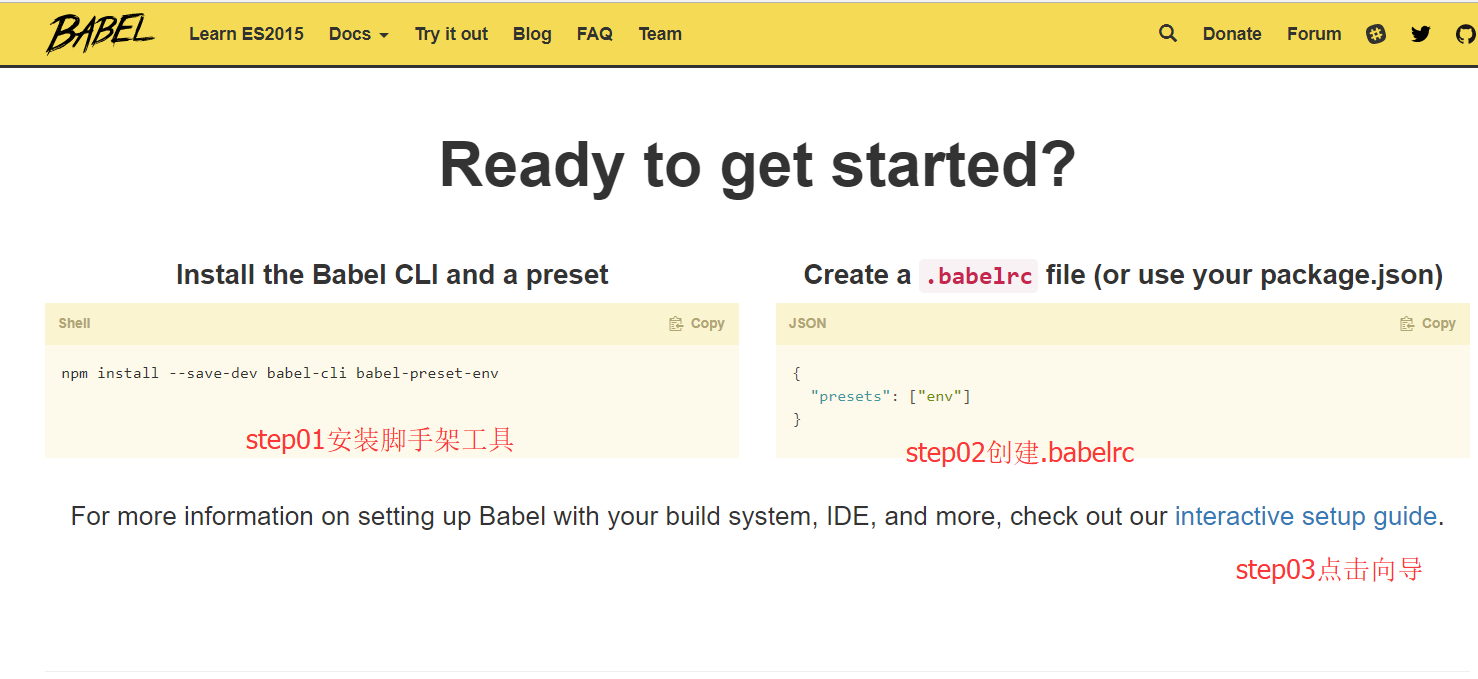 BABEL Learn ES2015 Docs Try it out Blog FAQ Team Donate Forum
Ready to get started?
Install the Babel CLI and a preset
Shell Copy
npm install --save-dev babel-cli babel-preset-env
step01安装脚手架工具
Create a .babelrc file (or use your package.json)
JSON Copy
{
"presets": ["env"]
}
step02创建.babelrc
For more information on setting up Babel with your build system, IDE, and more, check out our interactive setup guide.
step03点击向导